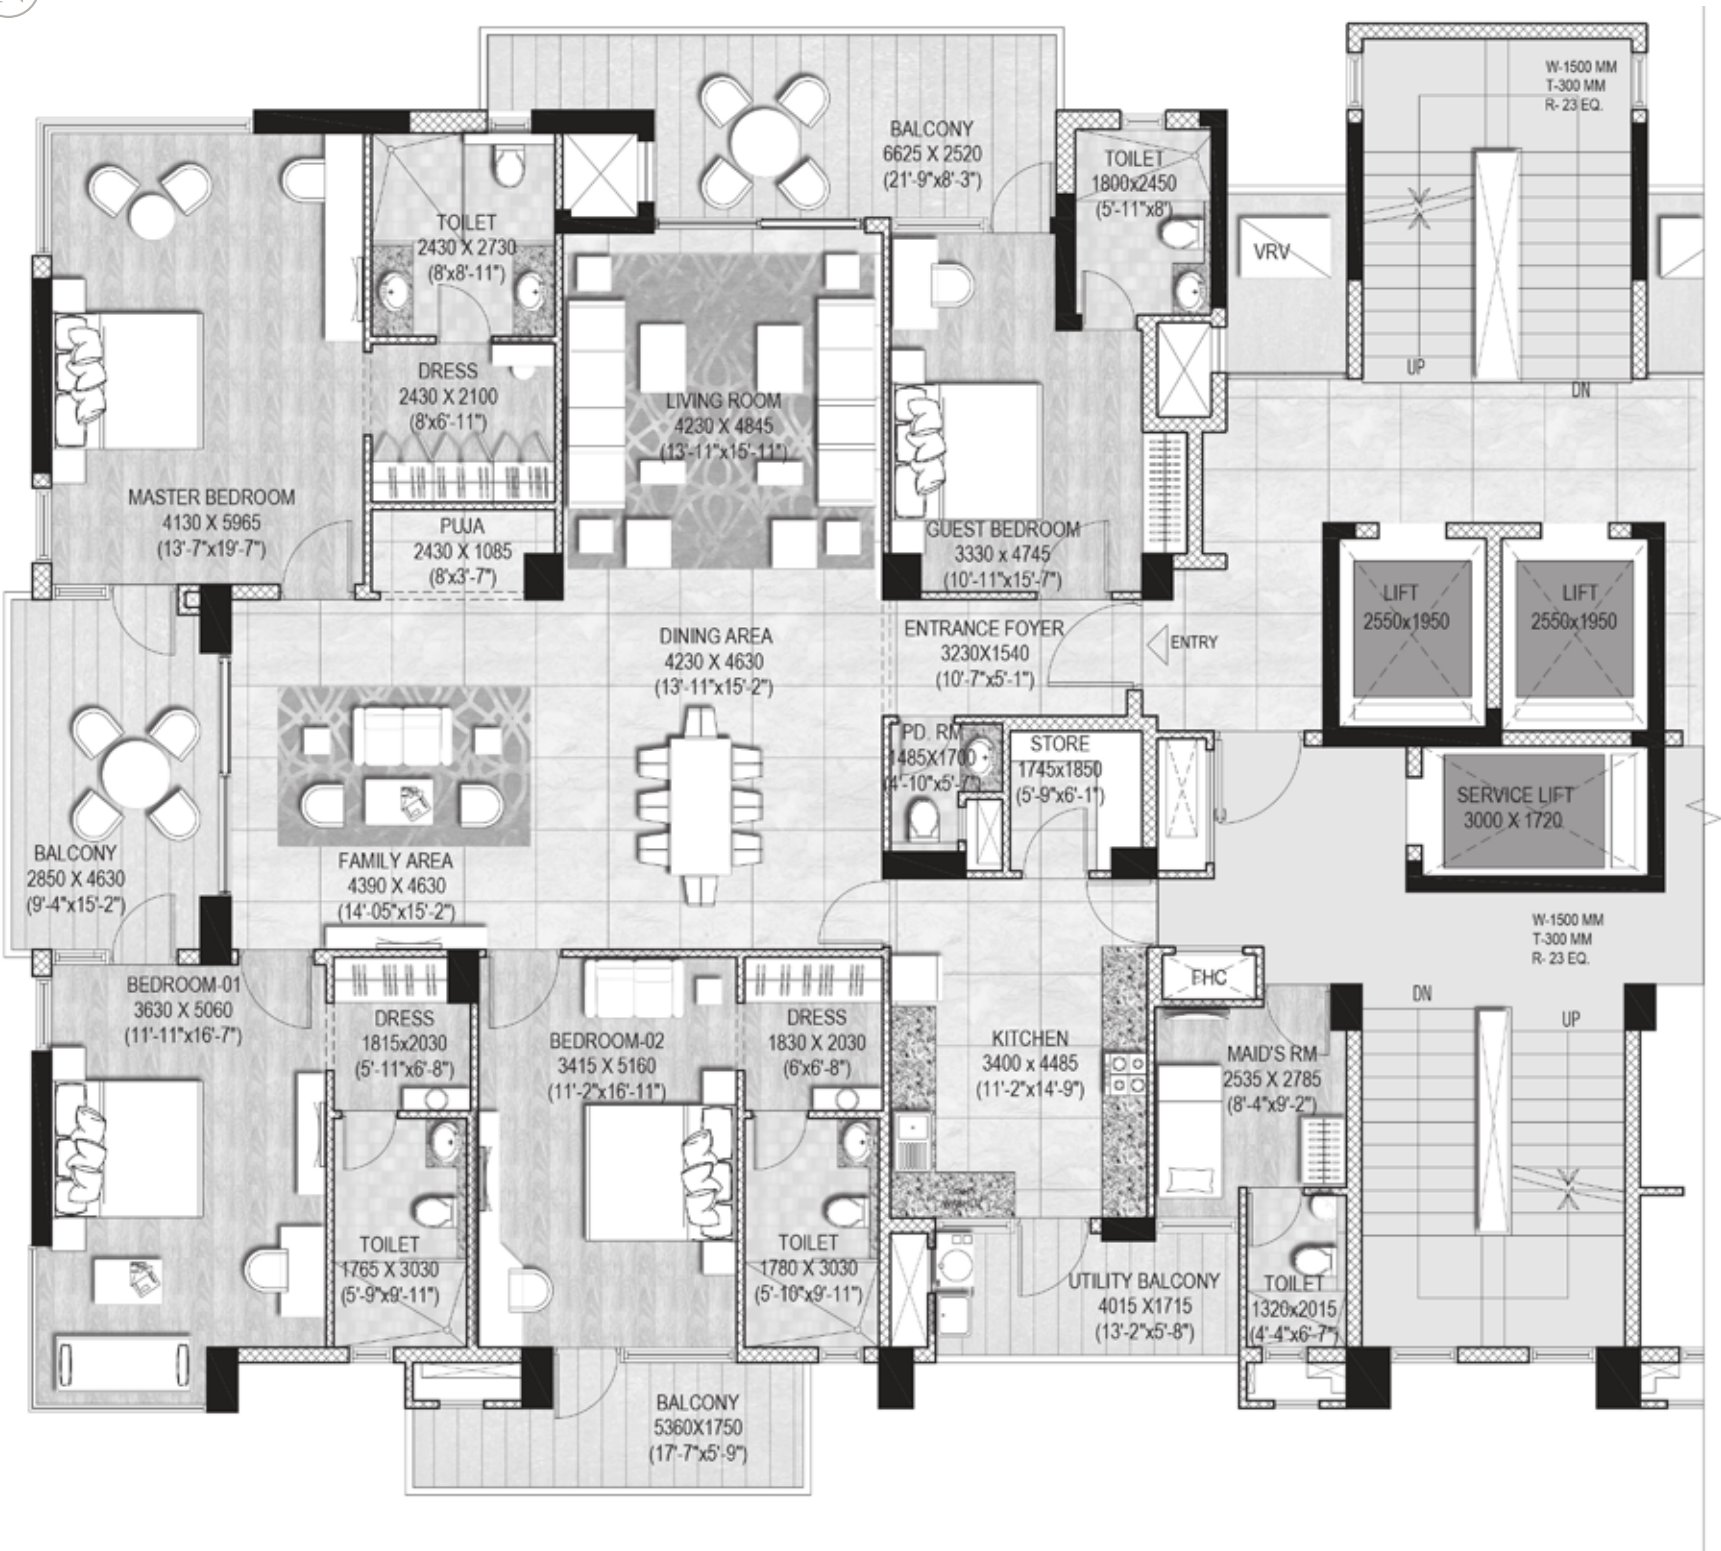 W-1500 MM
T-300 MM
R- 23 EQ.
BALCONY
6625 X 2520
(21'-9"x8'-3")
TOILET
1800x2450
(5'-11"x8')
TOILET
2430 X 2730
(8'x8'-11")
VRV
UP
DN
DRESS
2430 X 2100
(8'x6'-11")
LIVING ROOM
4230 X 4845
(13'-11"x15'-11")
MASTER BEDROOM
4130 X 5965
(13'-7"x19'-7")
PUJA
2430 X 1085
(8'x3'-7")
GUEST BEDROOM
3330 x 4745
(10'-11"x15'-7")
LIFT
2550x1950
LIFT
2550x1950
DINING AREA
4230 X 4630
(13'-11"x15'-2")
ENTRANCE FOYER
3230X1540
(10'-7"x5'-1")
ENTRY
PD. RM
1485X1700
(4'-10"x5'-7")
STORE
1745x1850
(5'-9"x6'-1")
SERVICE LIFT
3000 X 1720
BALCONY
2850 X 4630
(9'-4"x15'-2")
FAMILY AREA
4390 X 4630
(14'-05"x15'-2")
W-1500 MM
T-300 MM
R- 23 EQ.
BEDROOM-01
3630 X 5060
(11'-11"x16'-7")
FHC
DN
UP
DRESS
1815x2030
(5'-11"x6'-8")
BEDROOM-02
3415 X 5160
(11'-2"x16'-11")
DRESS
1830 X 2030
(6'x6'-8")
KITCHEN
3400 x 4485
(11'-2"x14'-9")
MAID'S RM
2535 X 2785
(8'-4"x9'-2")
TOILET
1765 X 3030
(5'-9"x9'-11")
TOILET
1780 X 3030
(5'-10"x9'-11")
UTILITY BALCONY
4015 X1715
(13'-2"x5'-8")
TOILET
1320x2015
(4'-4"x6'-7")
BALCONY
5360X1750
(17'-7"x5'-9")